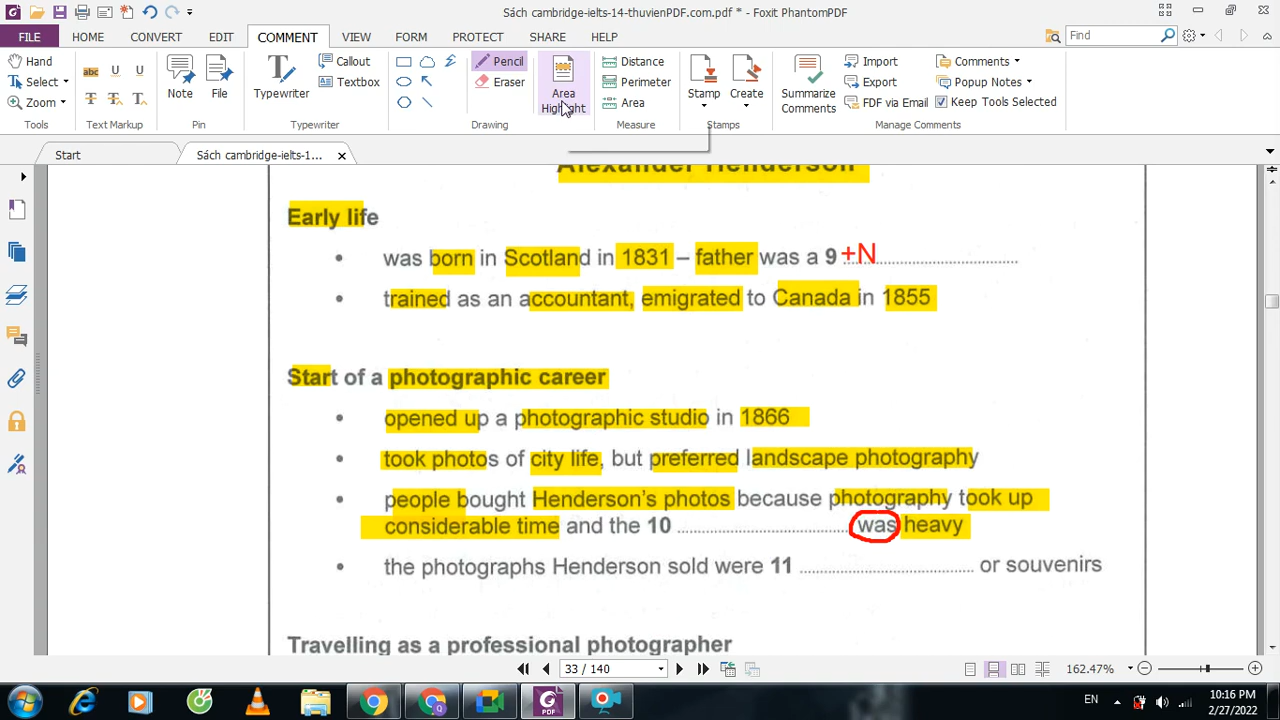 Sách cambridge-ielts-14-thuvienPDF.com.pdf * - Foxit PhantomPDF
FILE HOME CONVERT EDIT COMMENT VIEW FORM PROTECT SHARE HELP Find
Hand
Select
Zoom
Tools
abc U U
T T T
Text Markup
Note File
Pin
Typewriter Callout
Textbox
Typewriter
Pencil
Eraser
Drawing
Area Highlight
Distance
Perimeter
Area
Measure
Stamp Create
Stamps
Summarize Comments
Import
Export
FDF via Email
Comments
Popup Notes
Keep Tools Selected
Manage Comments
Start Sách cambridge-ielts-1...
Alexander Henderson
Early life
• was born in Scotland in 1831 – father was a 9 +N ..............................
• trained as an accountant, emigrated to Canada in 1855
Start of a photographic career
• opened up a photographic studio in 1866
• took photos of city life, but preferred landscape photography
• people bought Henderson's photos because photography took up
considerable time and the 10 .............................. was heavy
• the photographs Henderson sold were 11 .............................. or souvenirs
Travelling as a professional photographer
33 / 140 162.47%
PDF EN 10:16 PM
2/27/2022